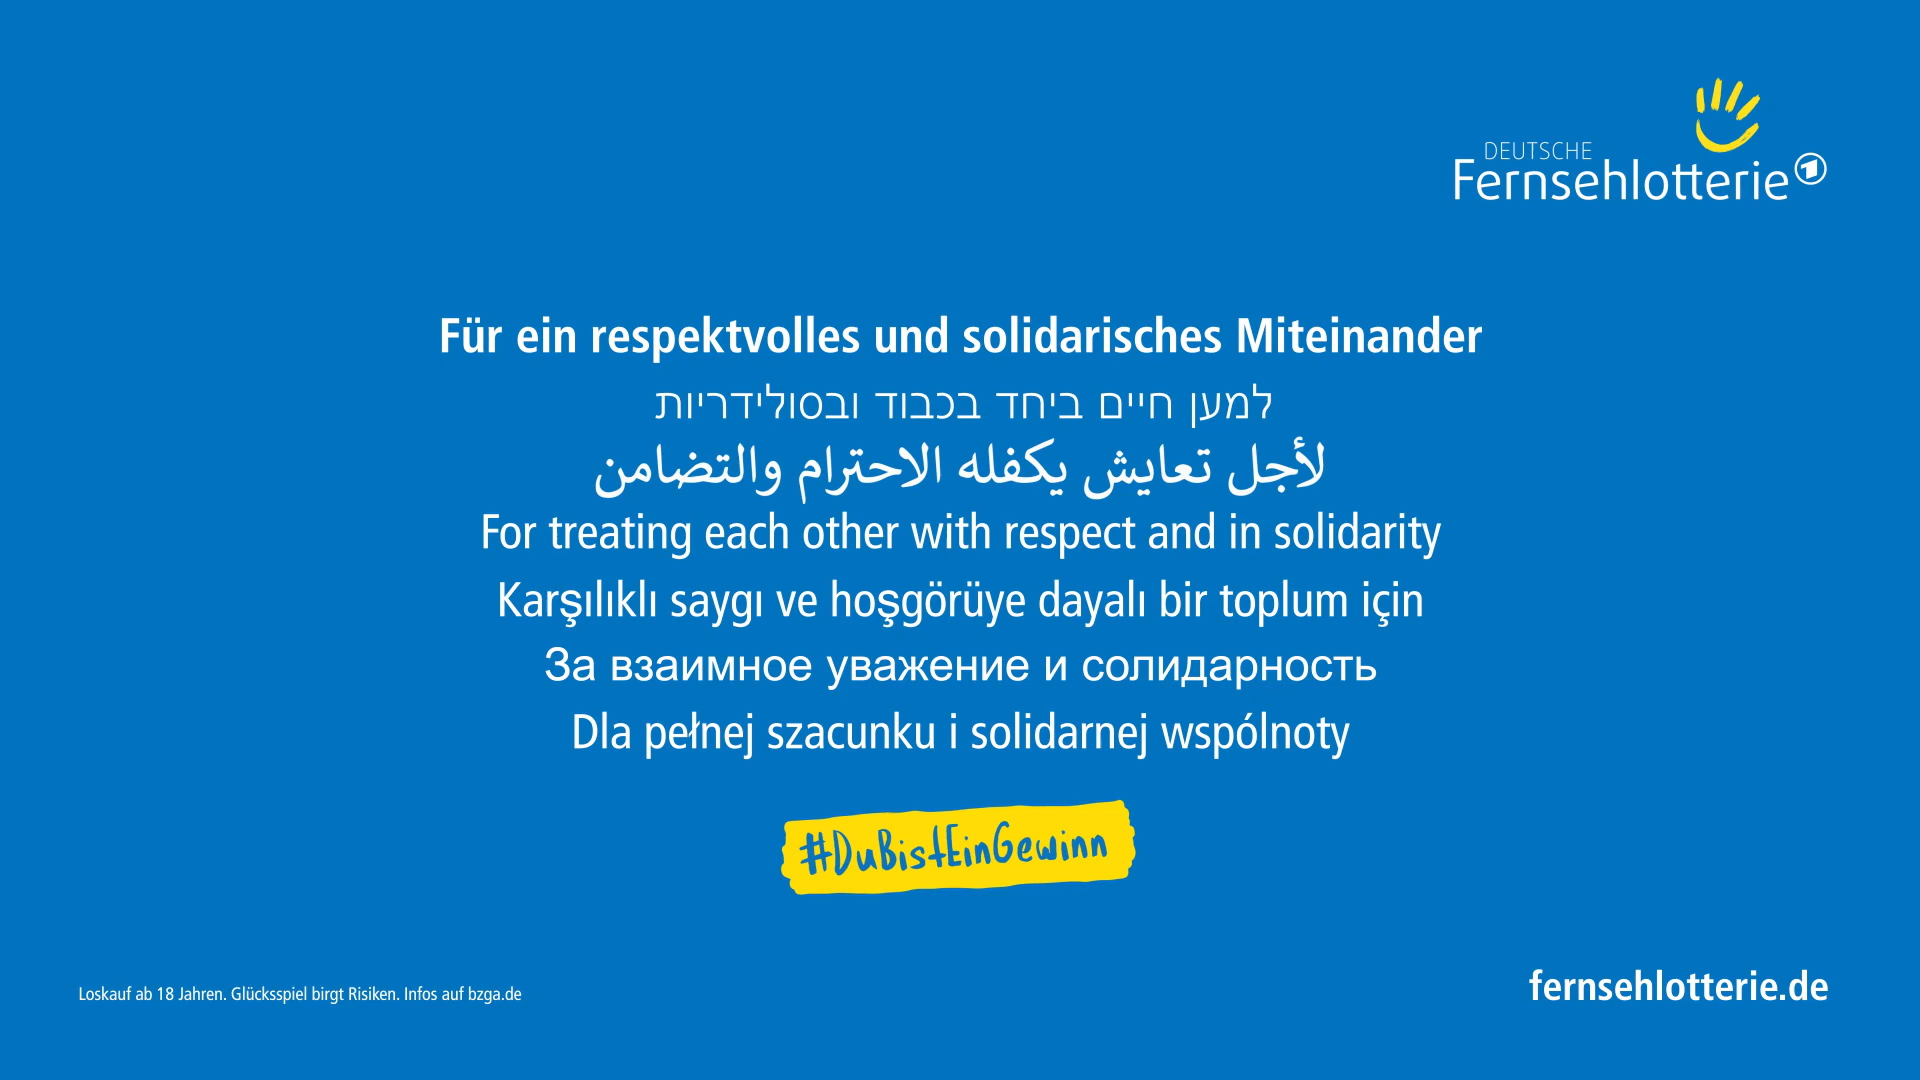 DEUTSCHE
Fernsehlotterie
Für ein respektvolles und solidarisches Miteinander
למען חיים ביחד בכבוד ובסולידריות
لأجل تعايش يكفله الاحترام والتضامن
For treating each other with respect and in solidarity
Karşılıklı saygı ve hoşgörüye dayalı bir toplum için
За взаимное уважение и солидарность
Dla pełnej szacunku i solidarnej wspólnoty
#DuBistEinGewinn
Loskauf ab 18 Jahren. Glücksspiel birgt Risiken. Infos auf bzga.de
fernsehlotterie.de